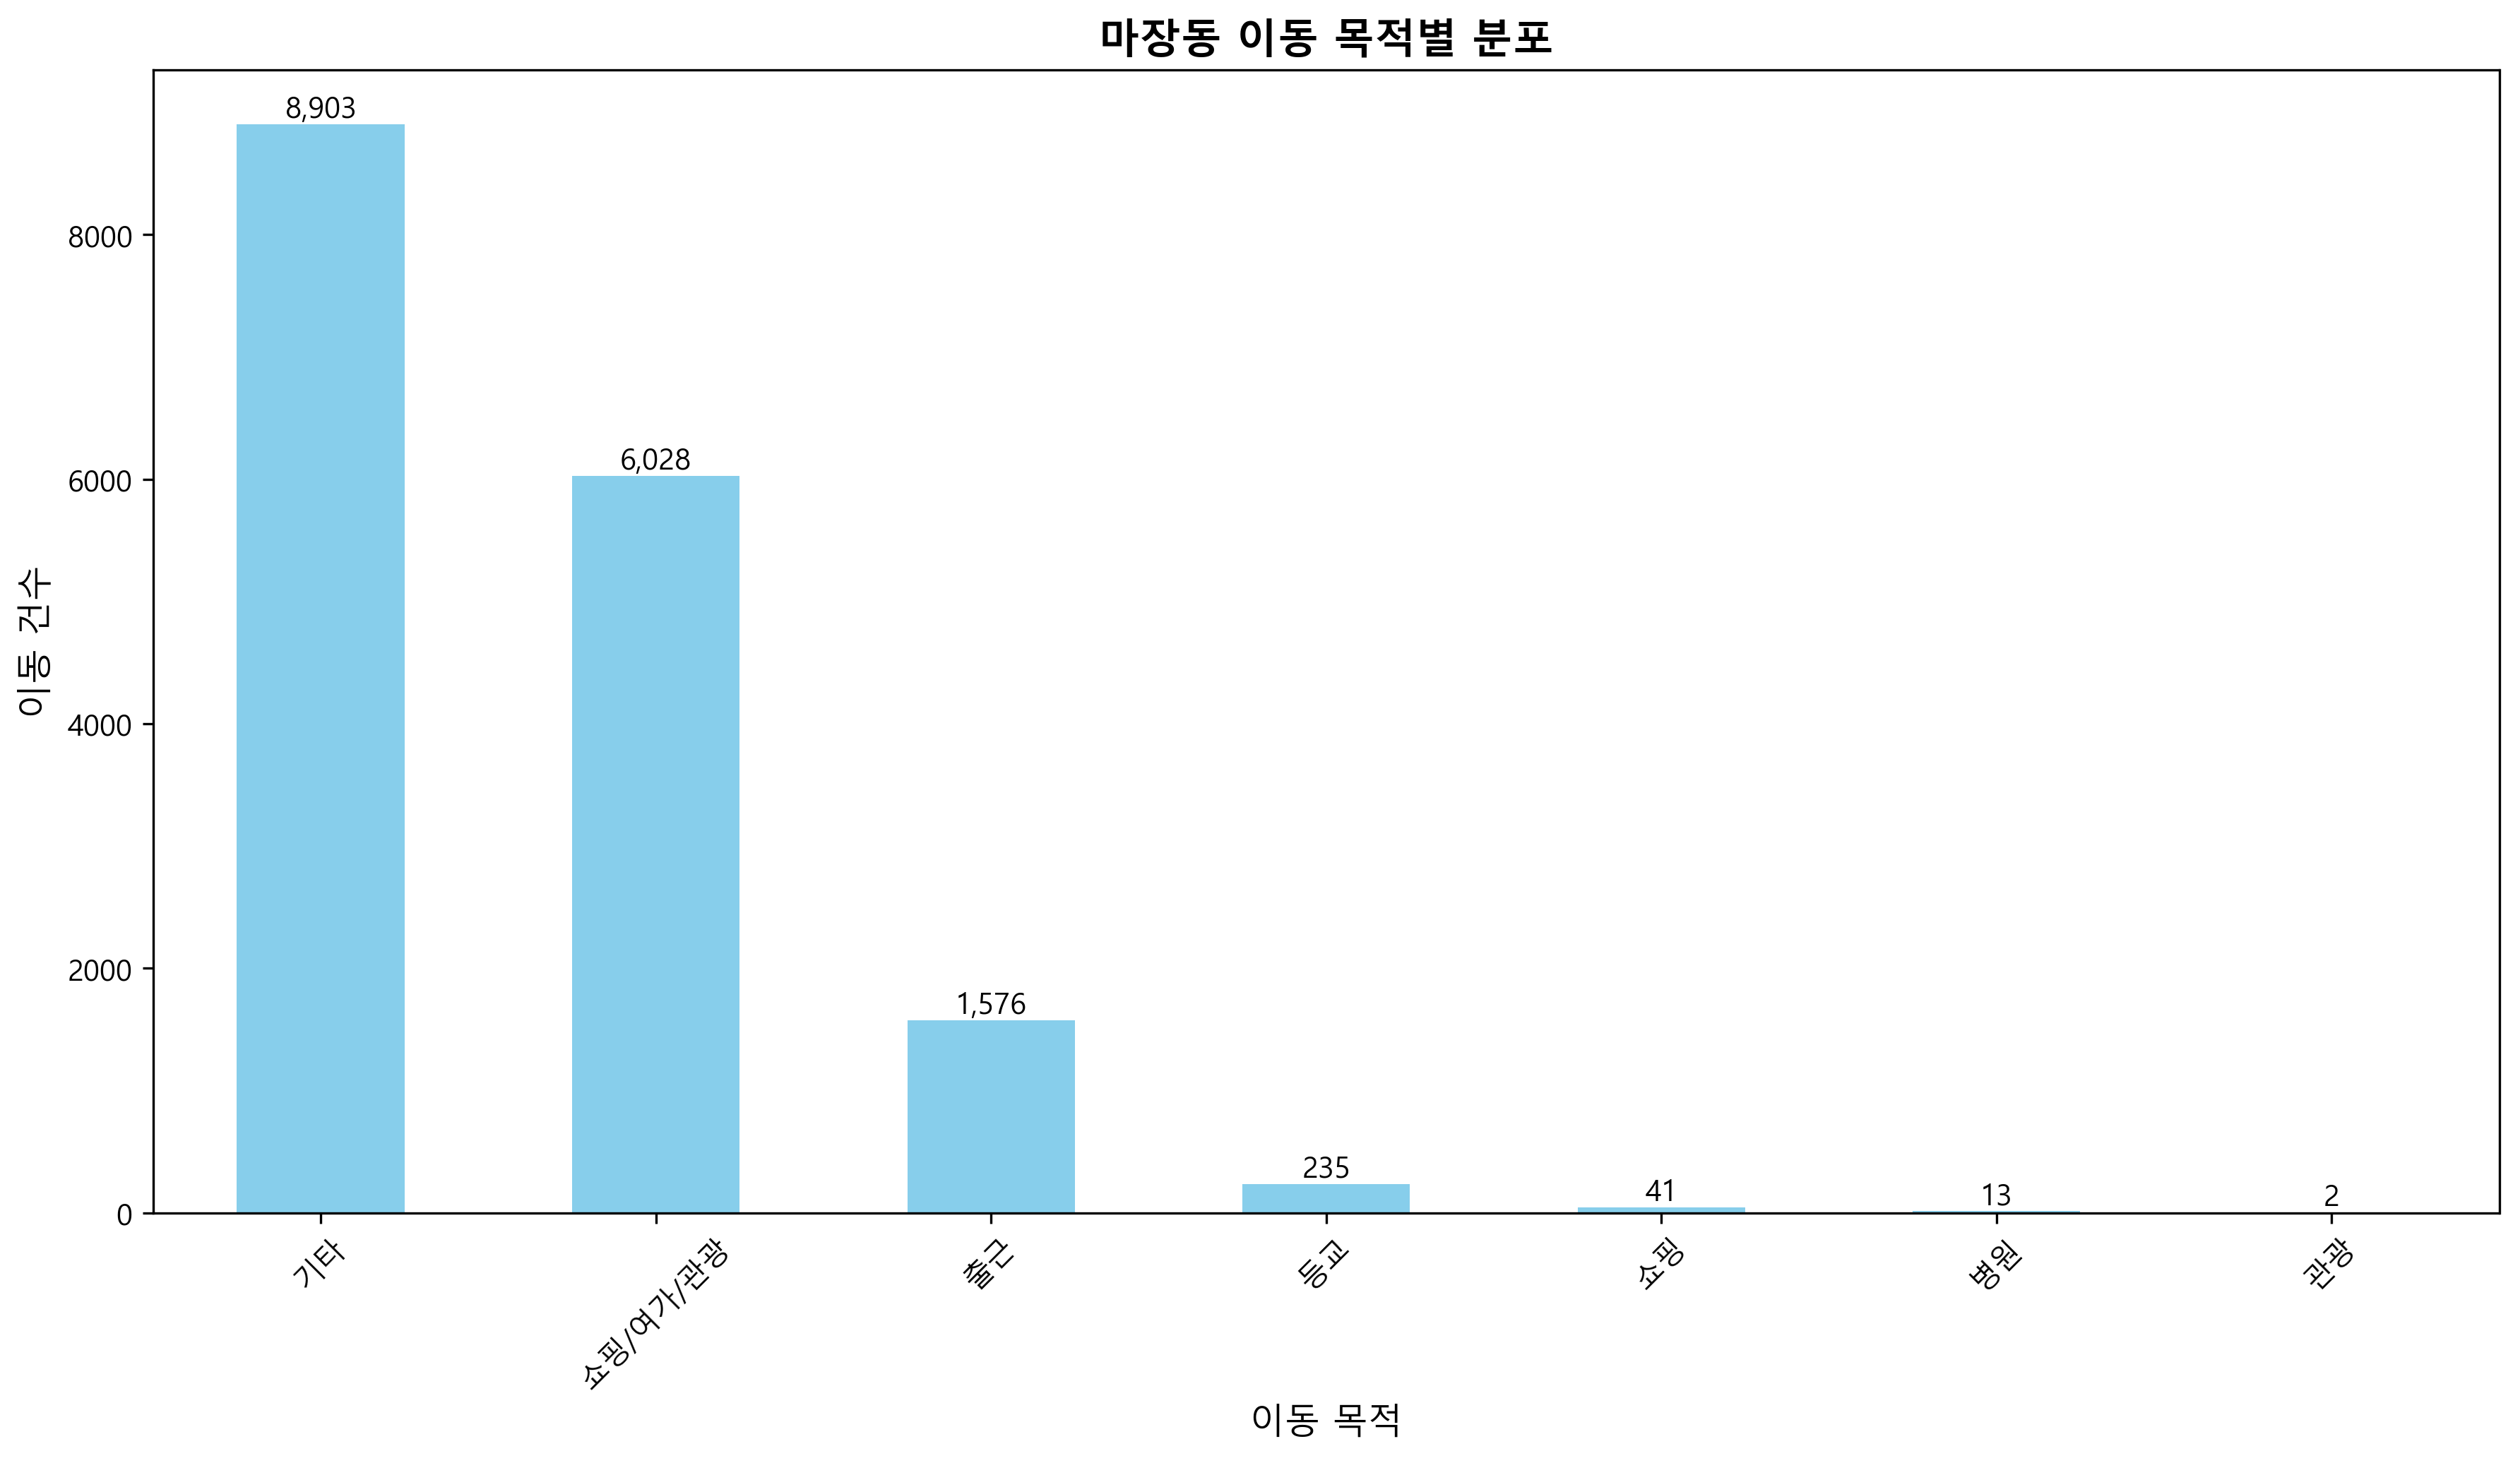 마장동 이동 목적별 분포
이동 건수
8000
6000
4000
2000
0
8,903
6,028
1,576
235
41
13
2
기타
쇼핑/여가/관광
출근
등교
쇼핑
병원
관광
이동 목적